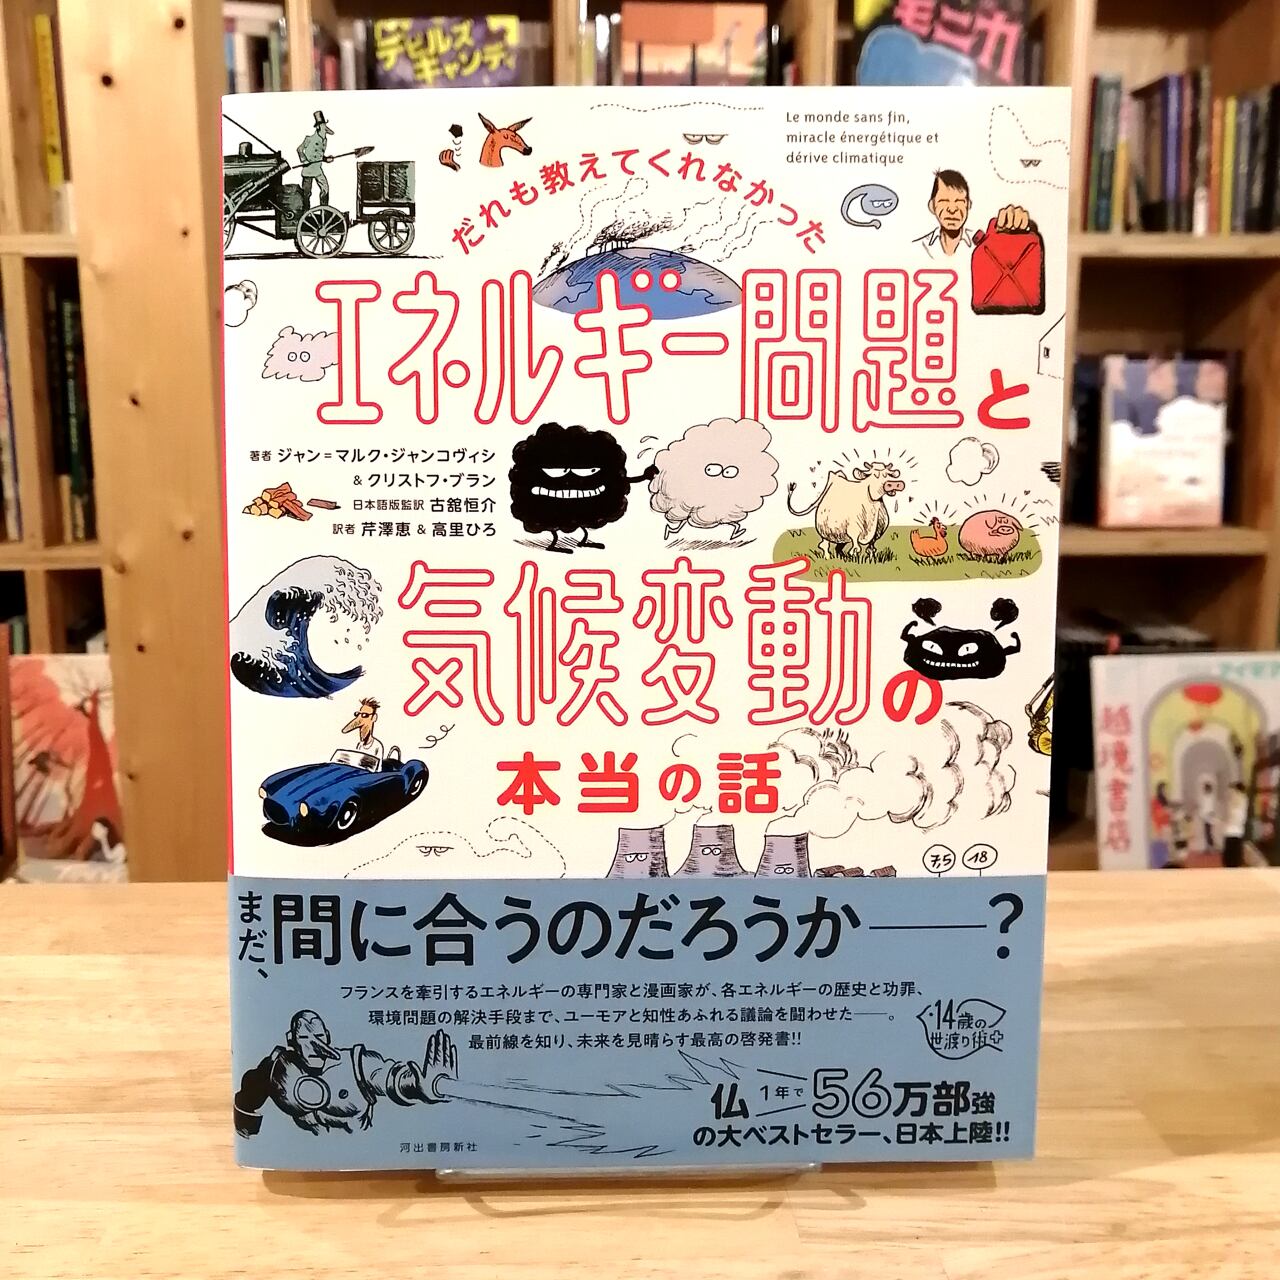 デビルズ
キャンディ
モニカ
Le monde sans fin,
miracle énergétique et
dérive climatique
だれも教えてくれなかった
エネルギー問題と
著者 ジャン=マルク・ジャンコヴィシ
& クリストフ・ブラン
日本語版監訳 古舘恒介
訳者 芹澤恵 & 高里ひろ
気候変動の
本当の話
7,5
18
まだ、間に合うのだろうか――?
フランスを牽引するエネルギーの専門家と漫画家が、各エネルギーの歴史と功罪、
環境問題の解決手段まで、ユーモアと知性あふれる議論を闘わせた――。
最前線を知り、未来を見晴らす最高の啓発書!!
14歳の
世渡り術+
仏 1年で 56万部強
の大ベストセラー、日本上陸!!
河出書房新社
越境書店